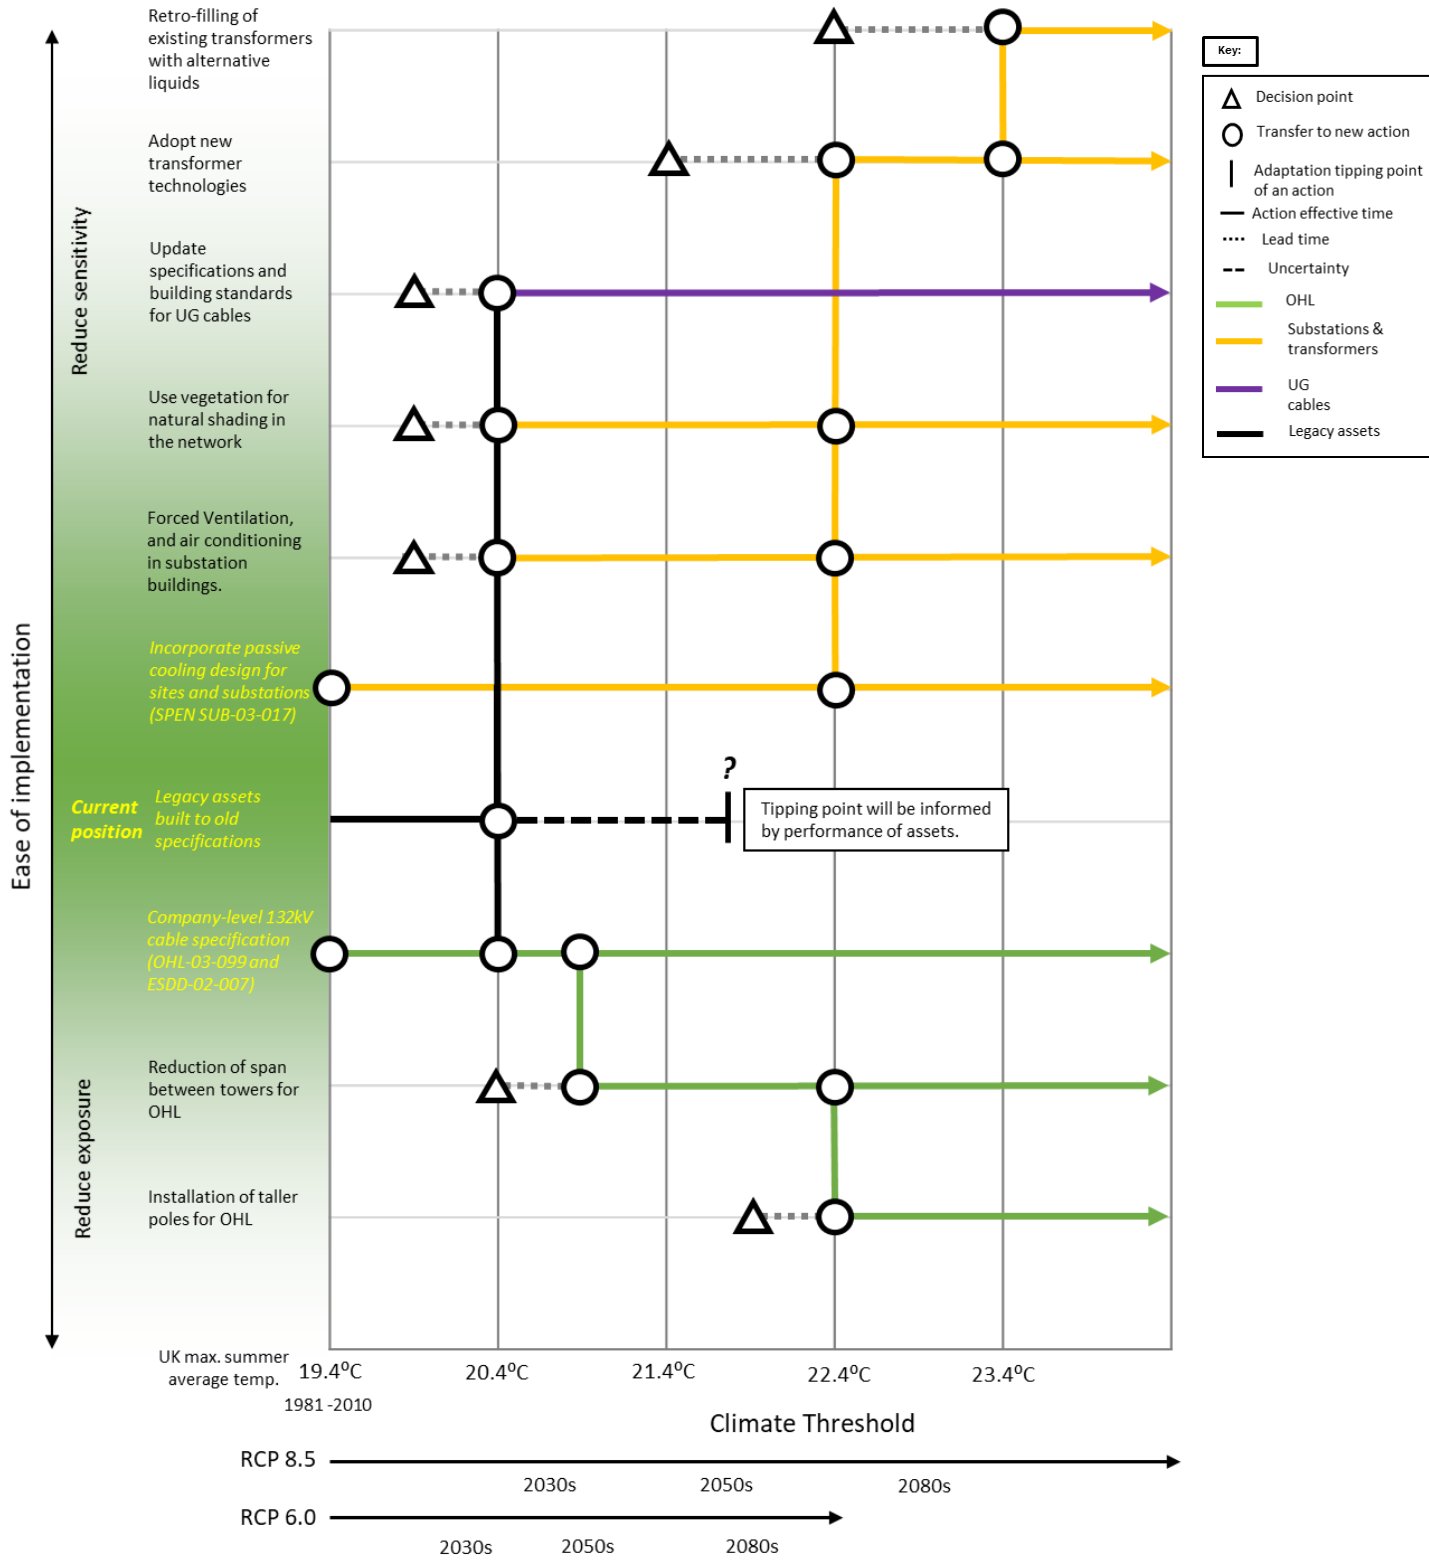 Retro-filling of
existing transformers
with alternative
liquids
Adopt new
transformer
technologies
Update
specifications and
building standards
for UG cables
Use vegetation for
natural shading in
the network
Forced Ventilation,
and air conditioning
in substation
buildings.
Incorporate passive
cooling design for
sites and substations
(SPEN SUB-03-017)
Legacy assets
built to old
specifications
Current
position
Company-level 132kV
cable specification
(OHL-03-099 and
ESDD-02-007)
Reduction of span
between towers for
OHL
Installation of taller
poles for OHL
Ease of implementation
Reduce sensitivity
Reduce exposure
?
Tipping point will be informed
by performance of assets.
Key:
Decision point
Transfer to new action
Adaptation tipping point
of an action
Action effective time
Lead time
Uncertainty
OHL
Substations &
transformers
UG
cables
Legacy assets
UK max. summer
average temp.
19.4⁰C
20.4⁰C
21.4⁰C
22.4⁰C
23.4⁰C
1981 -2010
Climate Threshold
RCP 8.5
2030s
2050s
2080s
RCP 6.0
2030s
2050s
2080s